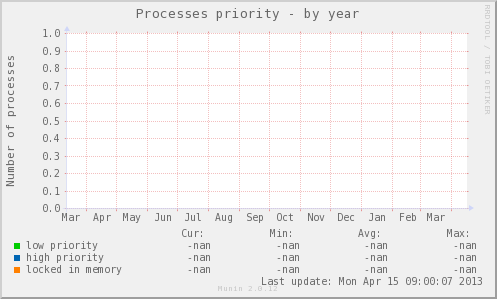 Processes priority - by year
RRDTOOL / TOBI OETIKER
Number of processes
1.0
0.9
0.8
0.7
0.6
0.5
0.4
0.3
0.2
0.1
0.0
Mar Apr May Jun Jul Aug Sep Oct Nov Dec Jan Feb Mar
Cur: Min: Avg: Max:
low priority -nan -nan -nan -nan
high priority -nan -nan -nan -nan
locked in memory -nan -nan -nan -nan
Last update: Mon Apr 15 09:00:07 2013
Munin 2.0.12